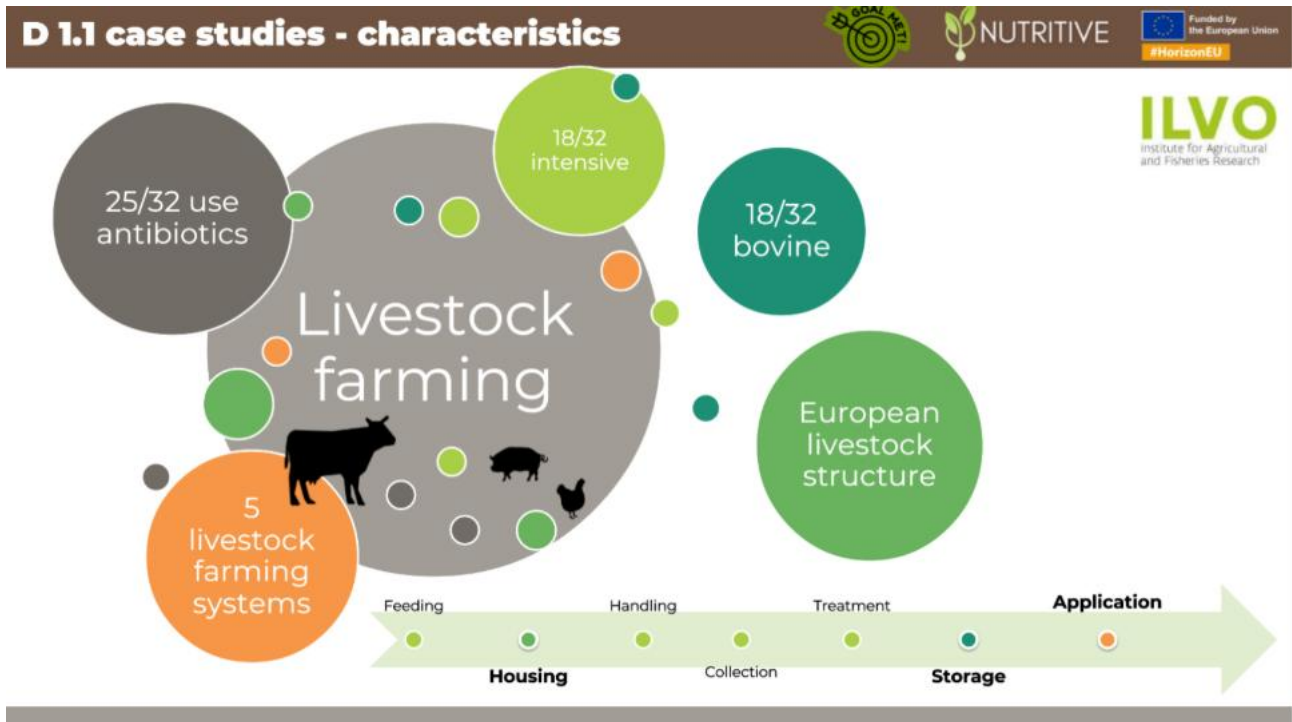 D 1.1 case studies - characteristics
GOAL MET!
NUTRITIVE
Funded by
the European Union
#HorizonEU
ILVO
Institute for Agricultural
and Fisheries Research
18/32
intensive
25/32 use
antibiotics
18/32
bovine
Livestock
farming
European
livestock
structure
5
livestock
farming
systems
Feeding
Housing
Handling
Collection
Treatment
Storage
Application